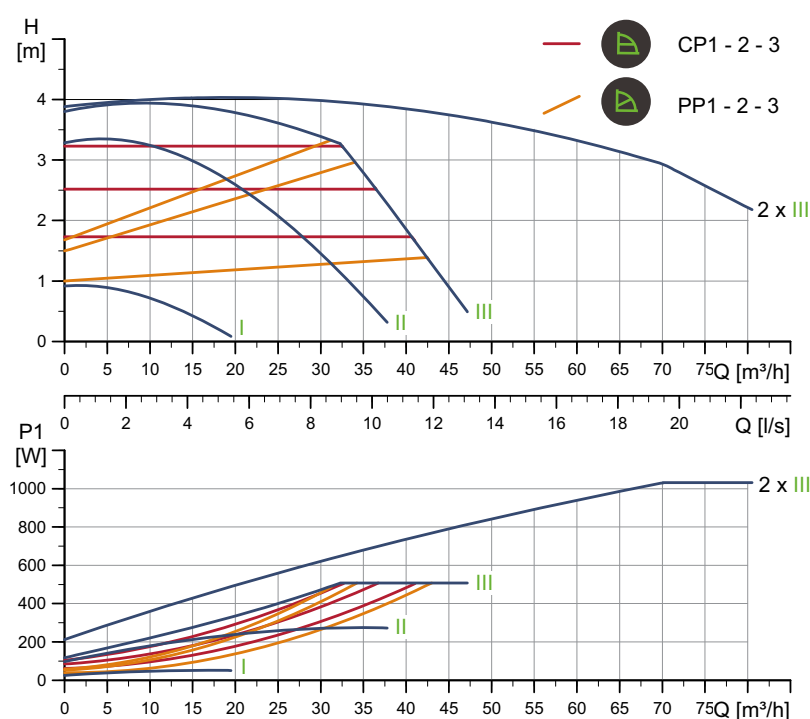 H
[m]
CP1 - 2 - 3
PP1 - 2 - 3
4
3
2
1
0
2 x III
I
II
III
0 5 10 15 20 25 30 35 40 45 50 55 60 65 70 75 Q [m³/h]
0 2 4 6 8 10 12 14 16 18 20 Q [l/s]
P1
[W]
1000
800
600
400
200
0
2 x III
III
II
I
0 5 10 15 20 25 30 35 40 45 50 55 60 65 70 75 Q [m³/h]